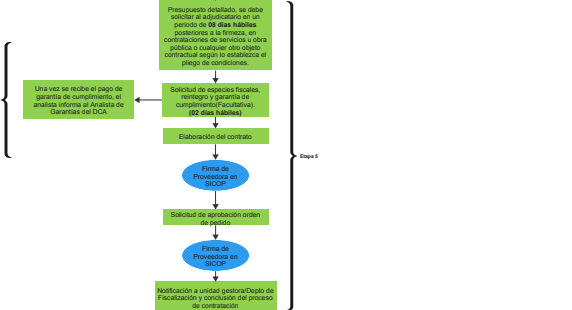 Presupuesto detallado, se debe
solicitar al adjudicatario en un
periodo de 08 días hábiles
posteriores a la firmeza, en
contrataciones de servicios u obra
pública o cualquier otro objeto
contractual según lo establezca el
pliego de condiciones.
Solicitud de especies fiscales,
reintegro y garantía de
cumplimiento(Facultativa).
(02 días hábiles)
Una vez se recibe el pago de
garantía de cumplimiento, el
analista informa al Analista de
Garantías del DCA
Elaboración del contrato
Firma de
Proveedora en
SICOP
Etapa 5
Solicitud de aprobación orden
de pedido
Firma de
Proveedora en
SICOP
Notificación a unidad gestora/Depto de
Fiscalización y conclusión del proceso
de contratación